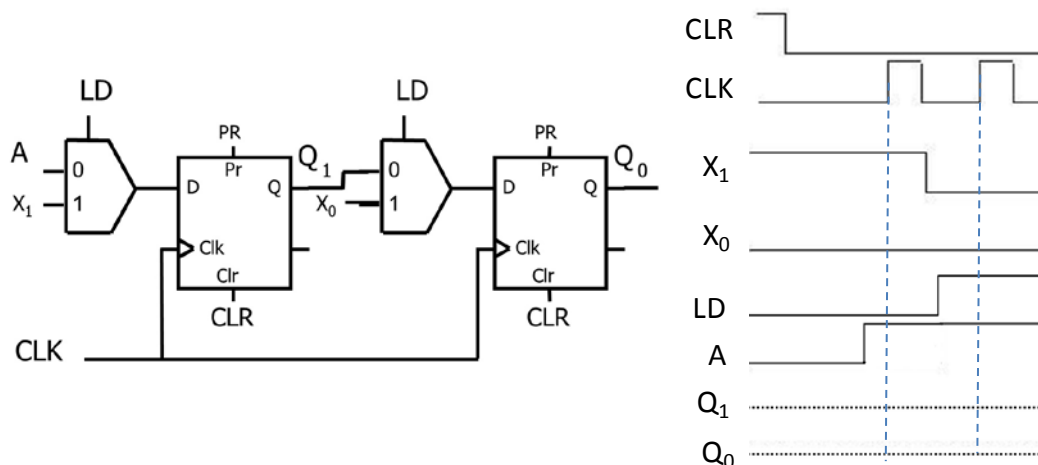 LD
LD
A
0
X₁
1
PR
Pr
D
Q
Clk
Clr
CLR
Q₁
X₀
0
1
PR
Pr
D
Q
Clk
Clr
CLR
Q₀
CLK
CLR
CLK
X₁
X₀
LD
A
Q₁
Q₀